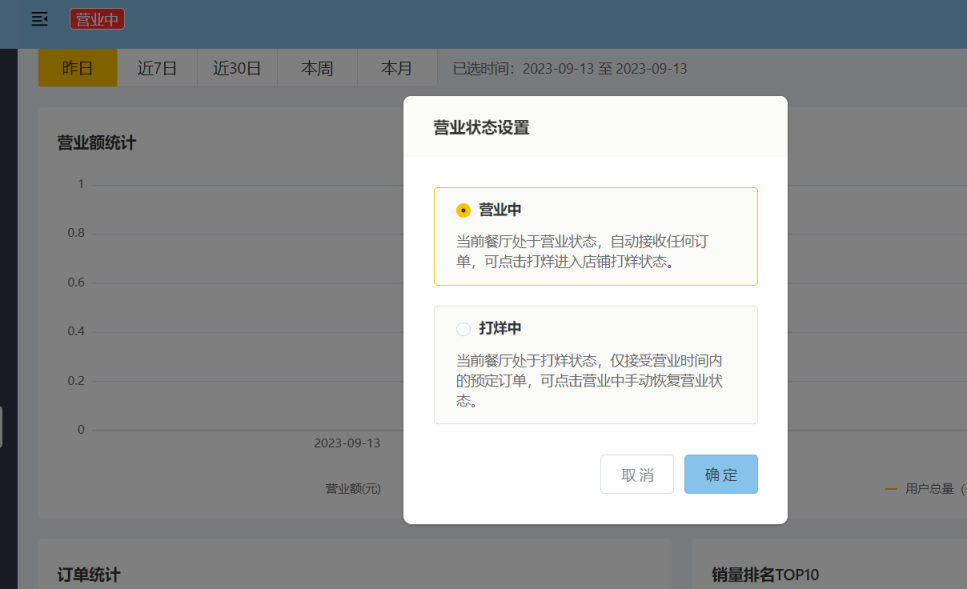 营业中
昨日 近7日 近30日 本周 本月 已选时间：2023-09-13 至 2023-09-13
营业额统计
1
0.8
0.6
0.4
0.2
0
2023-09-13
营业额(元)
营业状态设置
营业中
当前餐厅处于营业状态，自动接收任何订
单，可点击打烊进入店铺打烊状态。
打烊中
当前餐厅处于打烊状态，仅接受营业时间内
的预定订单，可点击营业中手动恢复营业状
态。
取消 确定
用户总量
订单统计
销量排名TOP10